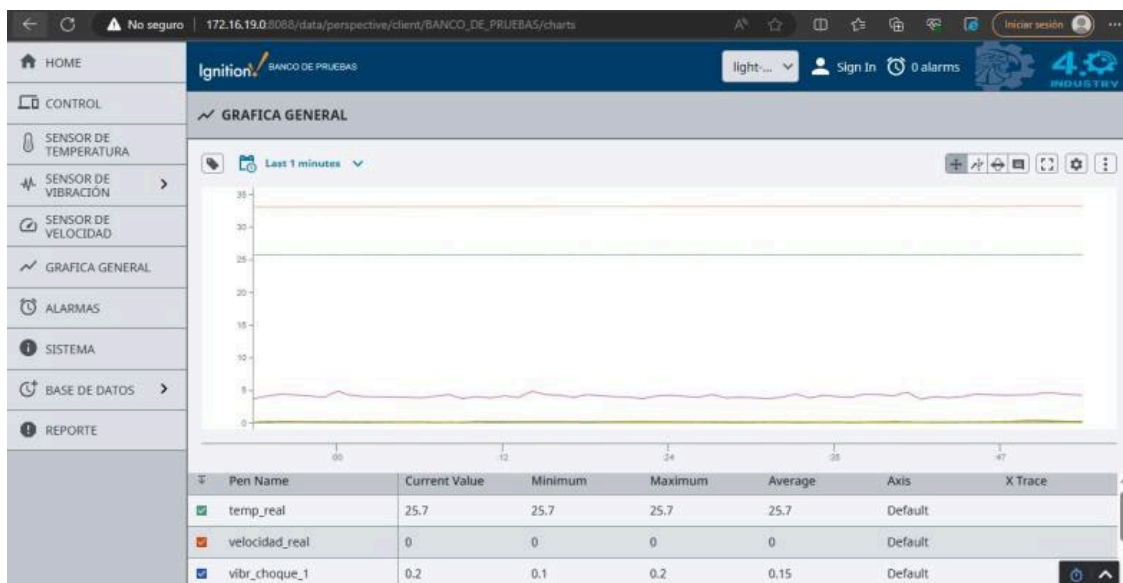 No seguro | 172.16.19.0:8088/data/perspective/client/BANCO_DE_PRUEBAS/charts
Iniciar sesión
HOME
CONTROL
SENSOR DE
TEMPERATURA
SENSOR DE
VIBRACIÓN
SENSOR DE
VELOCIDAD
GRAFICA GENERAL
ALARMAS
SISTEMA
BASE DE DATOS
REPORTE
Ignition! BANCO DE PRUEBAS
light-...
Sign In
0 alarms
4.0
INDUSTRY
GRAFICA GENERAL
Last 1 minutes
35
30
25
20
15
10
5
0
00 12 24 35 47
Pen Name Current Value Minimum Maximum Average Axis X Trace
temp_real 25.7 25.7 25.7 25.7 Default
velocidad_real 0 0 0 0 Default
vibr_choque_1 0.2 0.1 0.2 0.15 Default